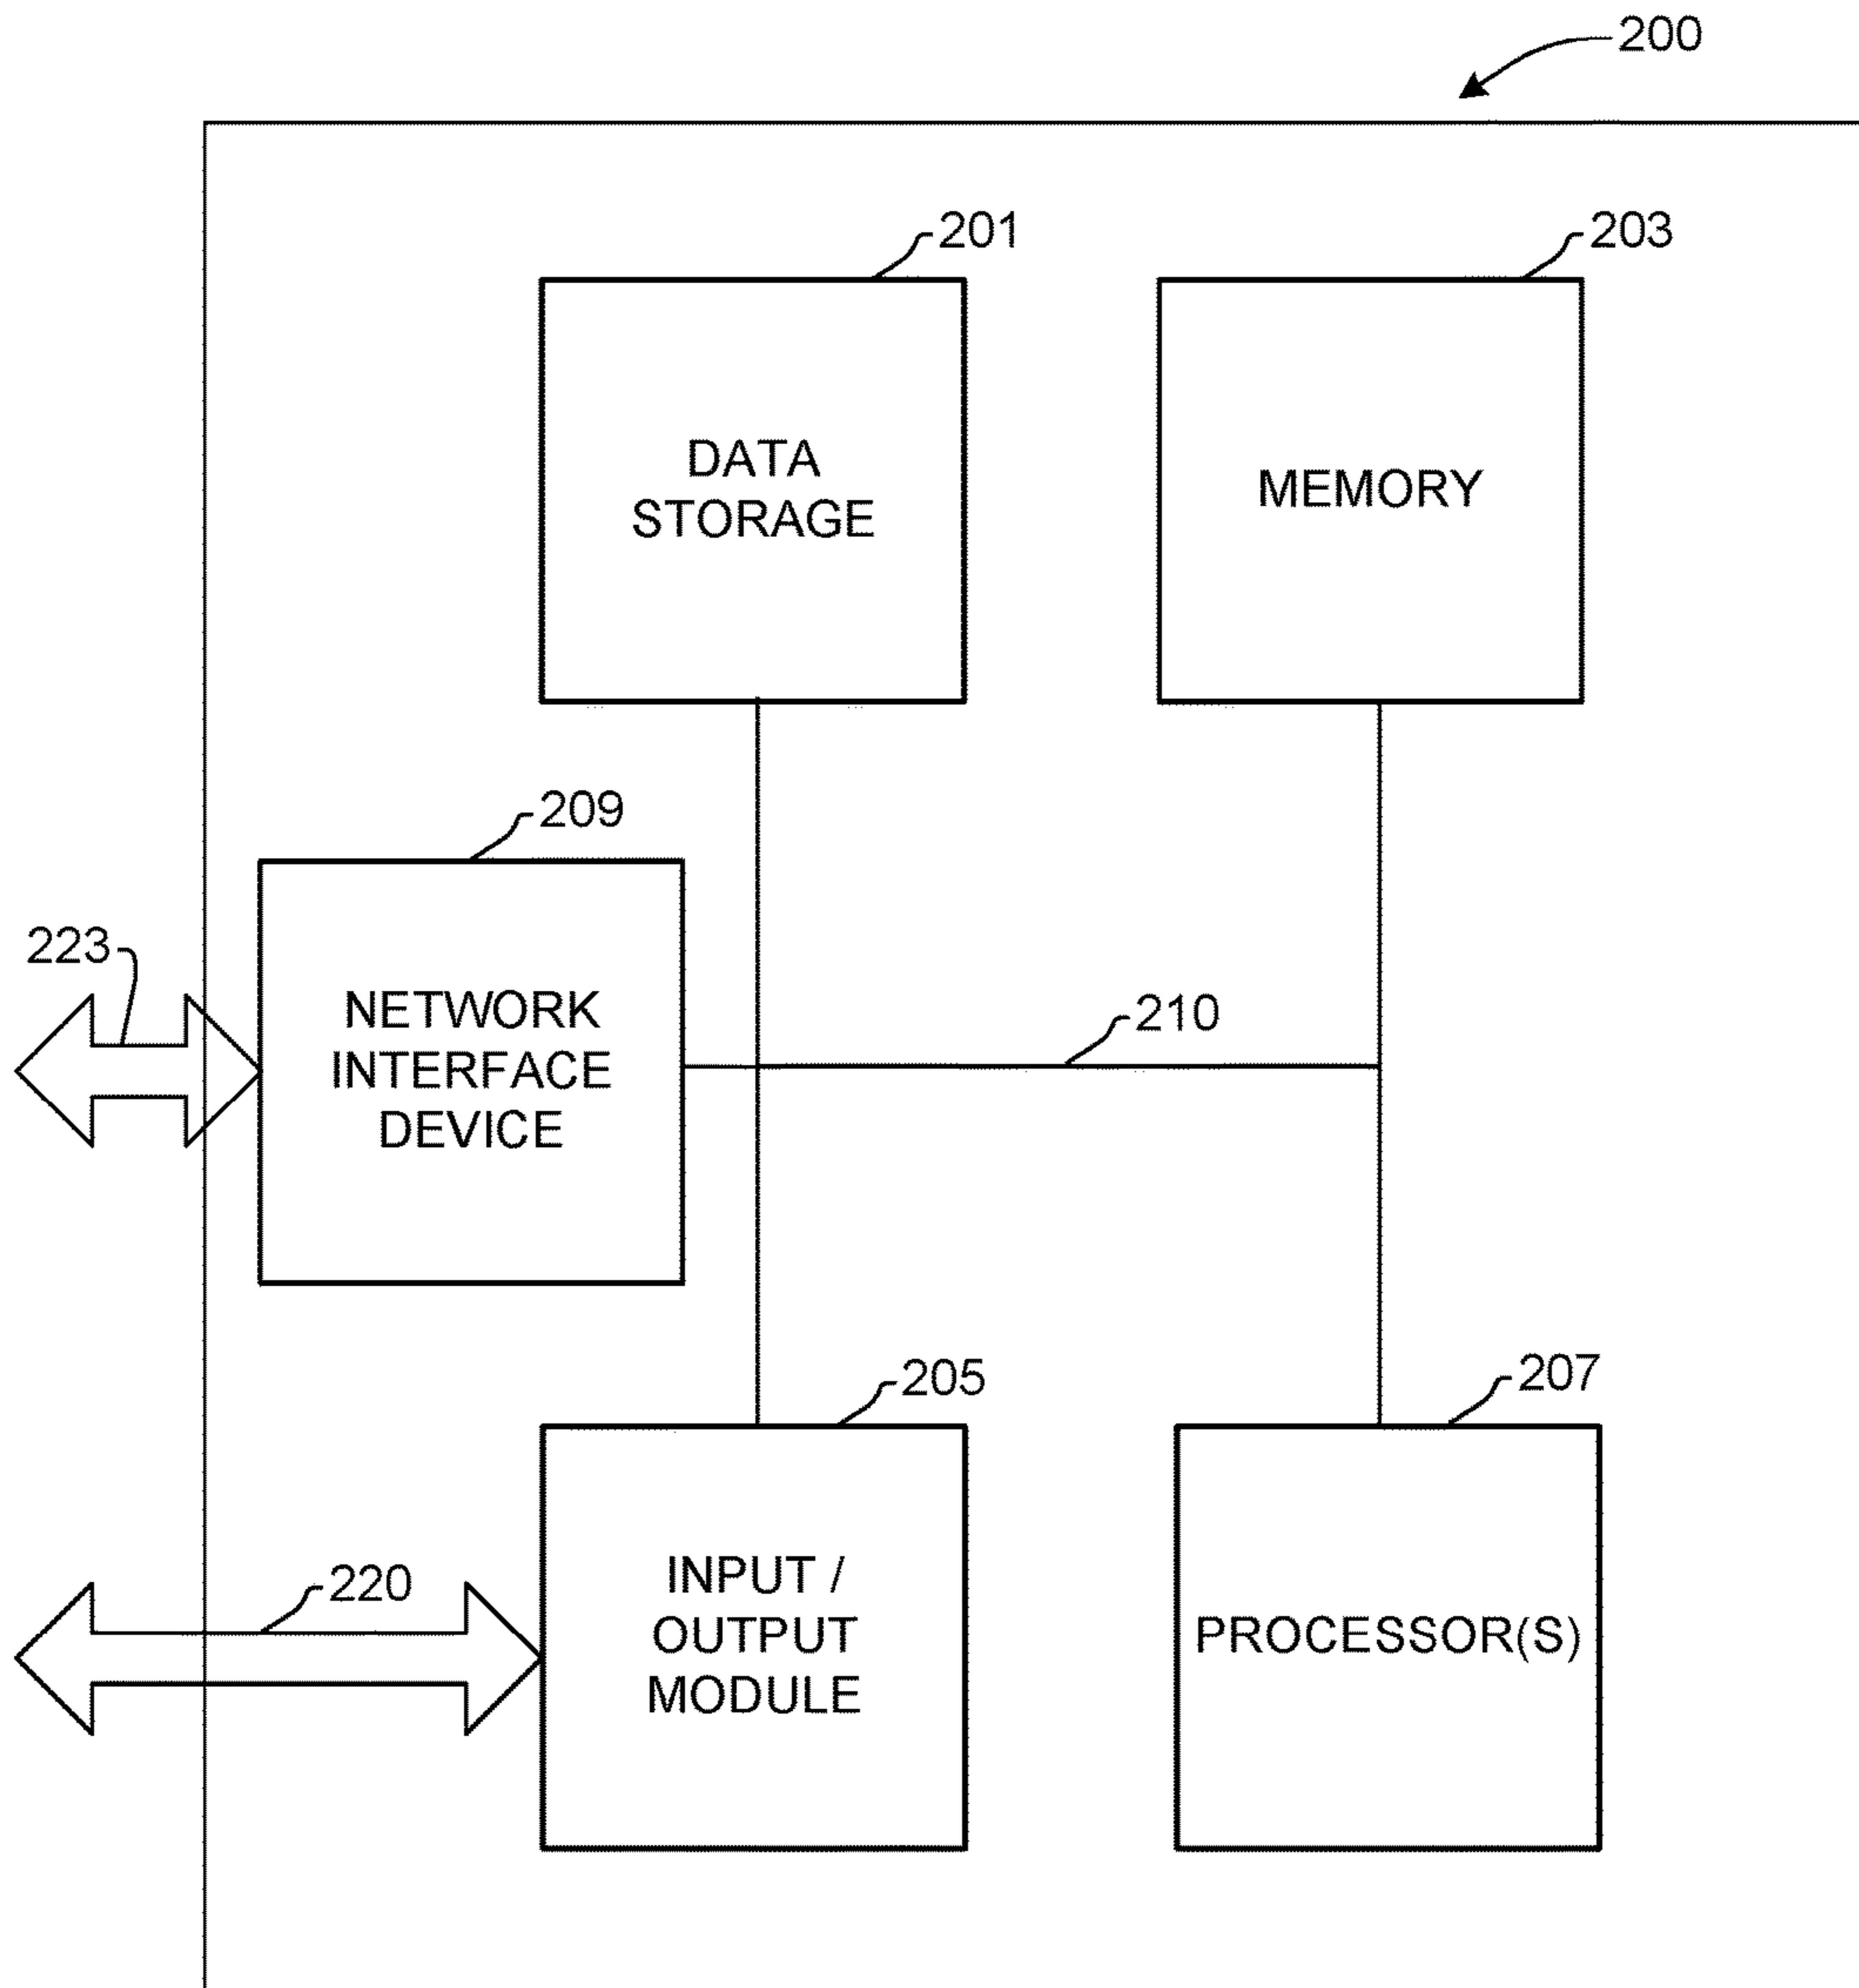 200
201
203
DATA
STORAGE
MEMORY
209
223
NETWORK
INTERFACE
DEVICE
210
205
207
220
INPUT /
OUTPUT
MODULE
PROCESSOR(S)